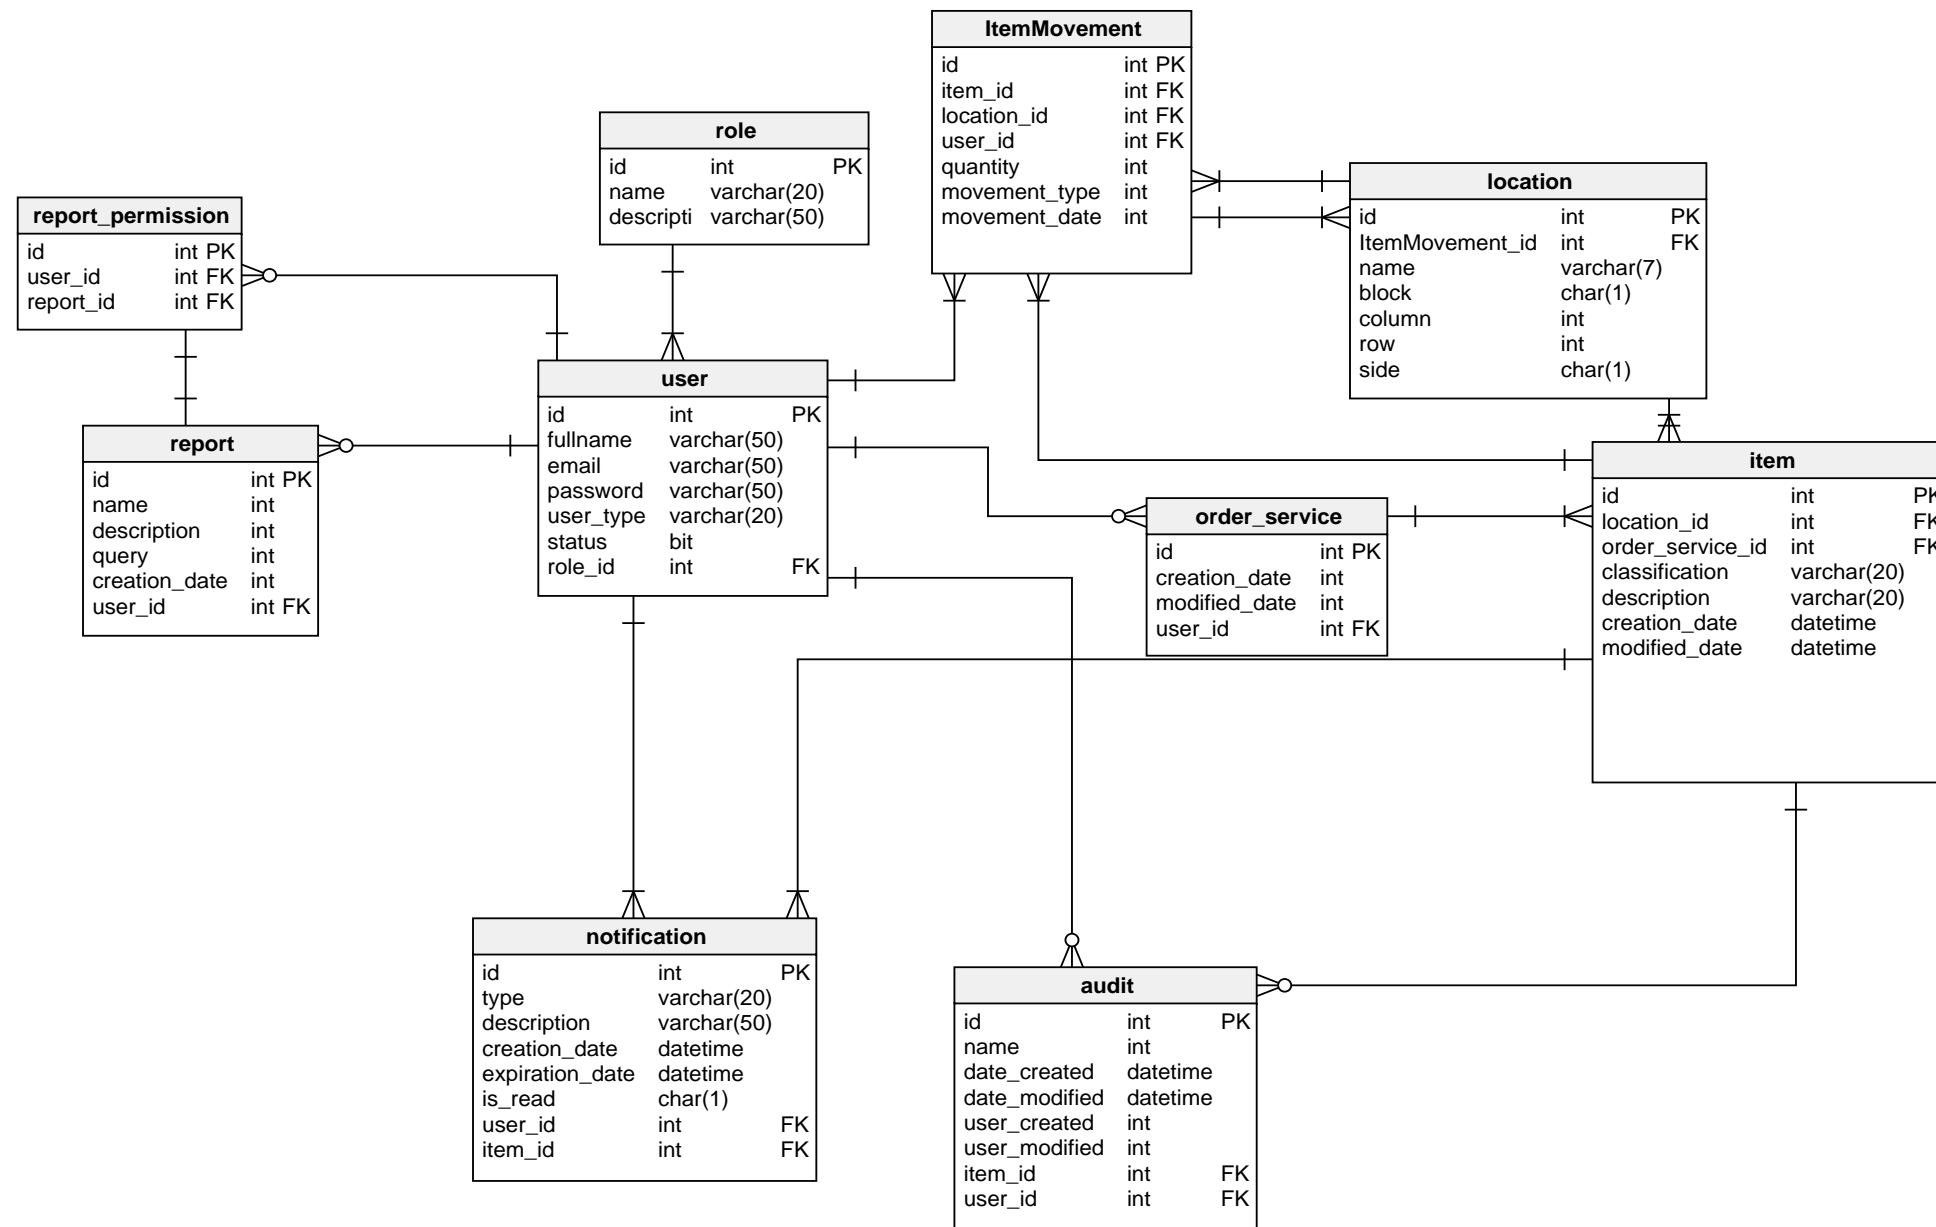 ItemMovement
id int PK
item_id int FK
location_id int FK
user_id int FK
quantity int
movement_type int
movement_date int
role
id int PK
name varchar(20)
descripti varchar(50)
location
id int PK
ItemMovement_id int FK
name varchar(7)
block char(1)
column int
row int
side char(1)
report_permission
id int PK
user_id int FK
report_id int FK
user
id int PK
fullname varchar(50)
email varchar(50)
password varchar(50)
user_type varchar(20)
status bit
role_id int FK
report
id int PK
name int
description int
query int
creation_date int
user_id int FK
item
id int PK
location_id int FK
order_service_id int FK
classification varchar(20)
description varchar(20)
creation_date datetime
modified_date datetime
order_service
id int PK
creation_date int
modified_date int
user_id int FK
notification
id int PK
type varchar(20)
description varchar(50)
creation_date datetime
expiration_date datetime
is_read char(1)
user_id int FK
item_id int FK
audit
id int PK
name int
date_created datetime
date_modified datetime
user_created int
user_modified int
item_id int FK
user_id int FK